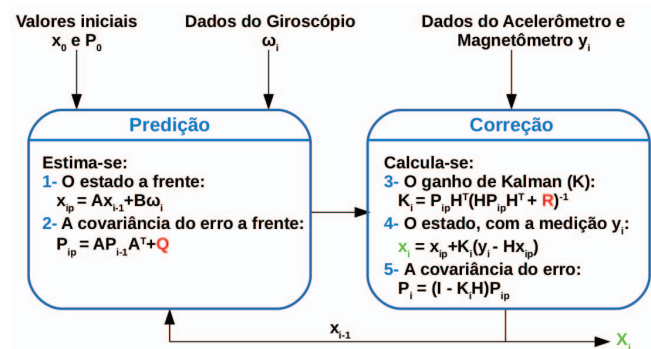 Valores iniciais
x₀ e P₀
Dados do Giroscópio
ωᵢ
Dados do Acelerômetro e
Magnetômetro yᵢ
Predição
Estima-se:
1- O estado a frente:
xᵢₚ = Axᵢ₋₁+Bωᵢ
2- A covariância do erro a frente:
Pᵢₚ = APᵢ₋₁Aᵀ+Q
Correção
Calcula-se:
3- O ganho de Kalman (K):
Kᵢ = PᵢₚHᵀ(HPᵢₚHᵀ + R)⁻¹
4- O estado, com a medição yᵢ:
xᵢ = xᵢₚ+Kᵢ(yᵢ - Hxᵢₚ)
5- A covariância do erro:
Pᵢ = (I - KᵢH)Pᵢₚ
xᵢ₋₁
Xᵢ